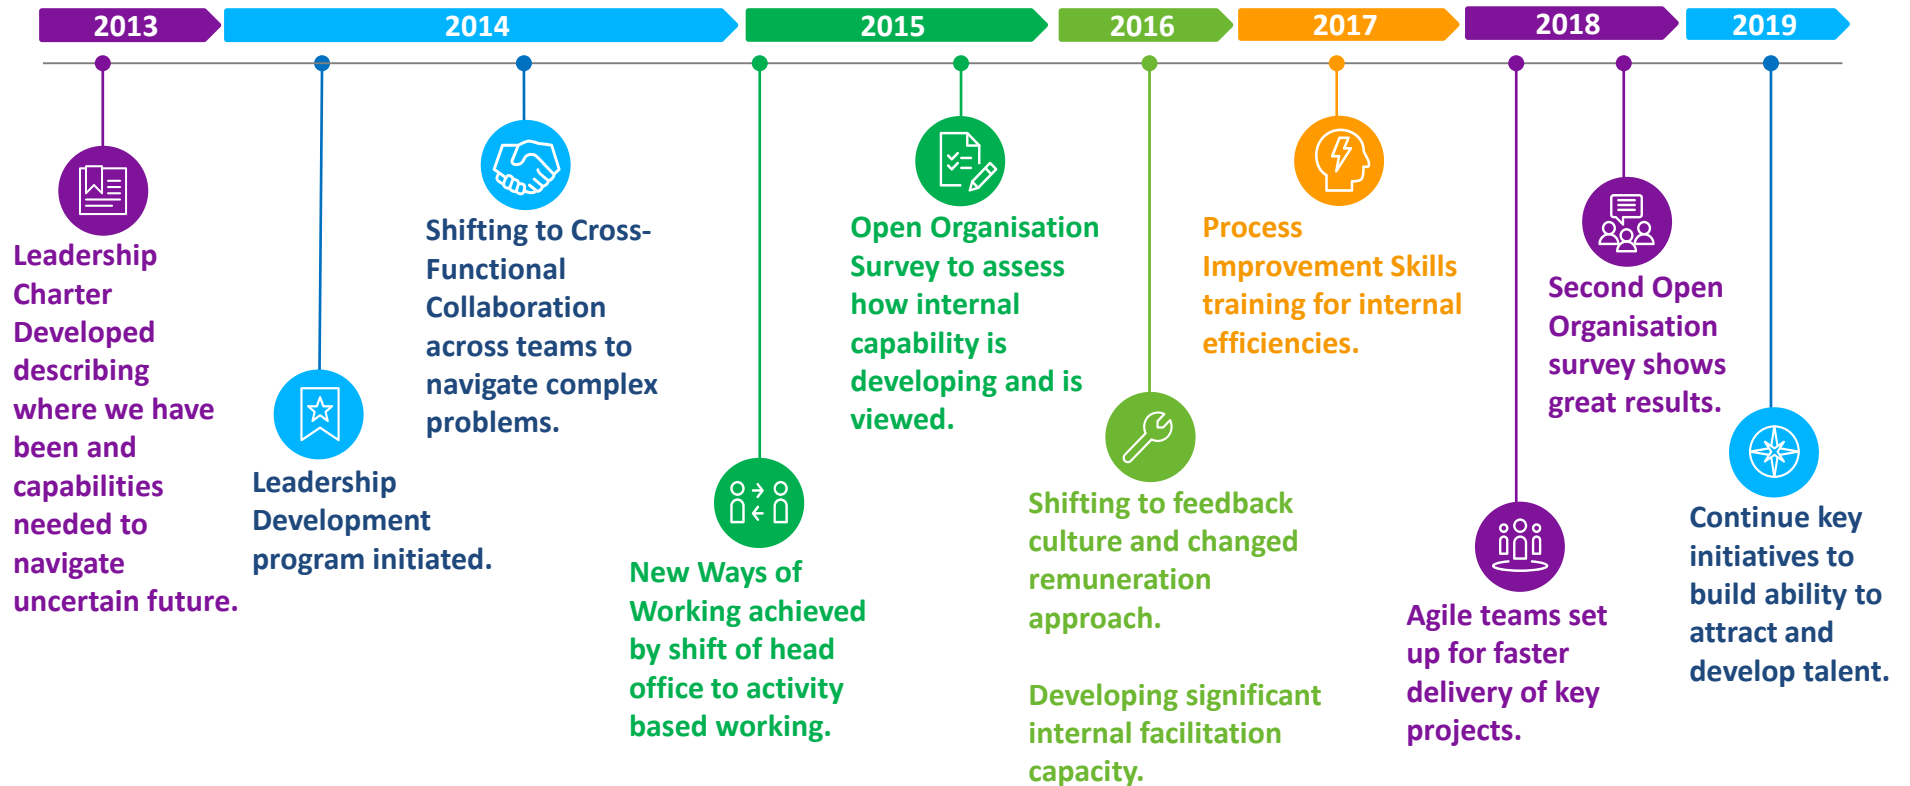 2013
2014
2015
2016
2017
2018
2019
Leadership
Charter
Developed
describing
where we have
been and
capabilities
needed to
navigate
uncertain future.
Leadership
Development
program initiated.
Shifting to Cross-
Functional
Collaboration
across teams to
navigate complex
problems.
New Ways of
Working achieved
by shift of head
office to activity
based working.
Open Organisation
Survey to assess
how internal
capability is
developing and is
viewed.
Shifting to feedback
culture and changed
remuneration
approach.
Developing significant
internal facilitation
capacity.
Process
Improvement Skills
training for internal
efficiencies.
Agile teams set
up for faster
delivery of key
projects.
Second Open
Organisation
survey shows
great results.
Continue key
initiatives to
build ability to
attract and
develop talent.